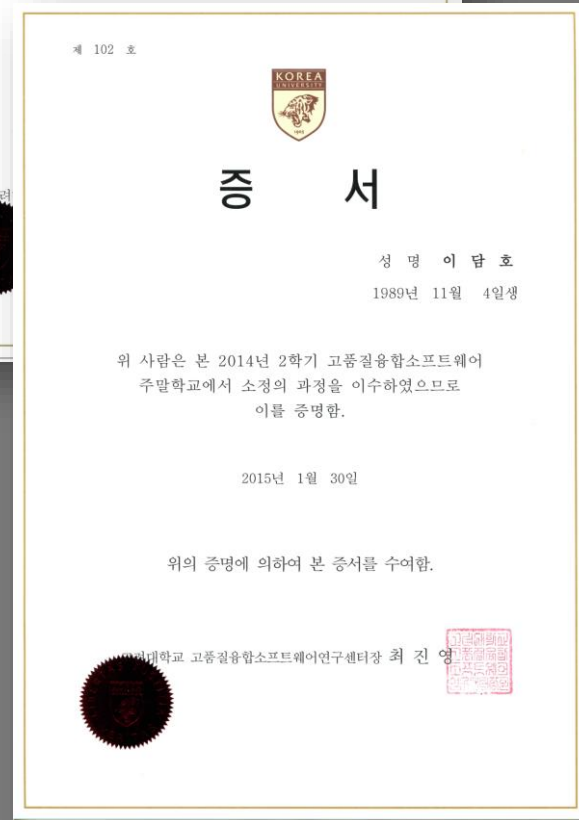 제 102 호
KOREA
UNIVERSITY
1905
증 서
성 명 이 담 호
1989년 11월 4일생
위 사람은 본 2014년 2학기 고품질융합소프트웨어
주말학교에서 소정의 과정을 이수하였으므로
이를 증명함.
2015년 1월 30일
위의 증명에 의하여 본 증서를 수여함.
대학교 고품질융합소프트웨어연구센터장 최 진 영